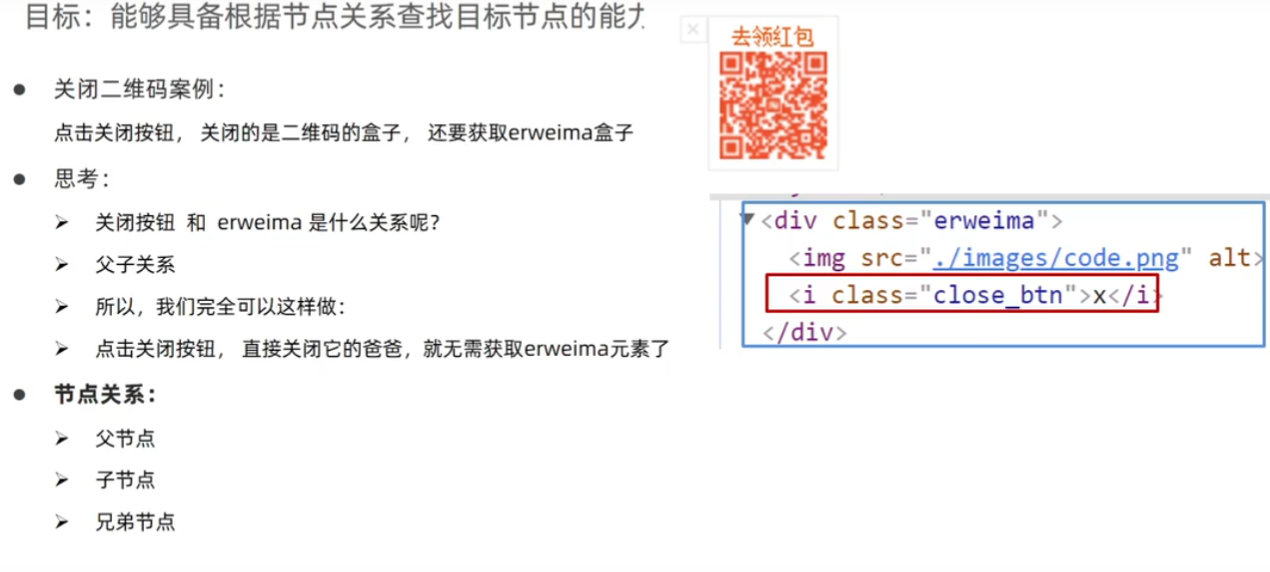 目标：能够具备根据节点关系查找目标节点的能力
关闭二维码案例：
点击关闭按钮， 关闭的是二维码的盒子， 还要获取erweima盒子
思考：
关闭按钮 和 erweima 是什么关系呢？
父子关系
所以，我们完全可以这样做：
点击关闭按钮， 直接关闭它的爸爸，就无需获取erweima元素了
节点关系：
父节点
子节点
兄弟节点
×
去领红包
<div class="erweima">
<img src="./images/code.png" alt>
<i class="close_btn">x</i>
</div>